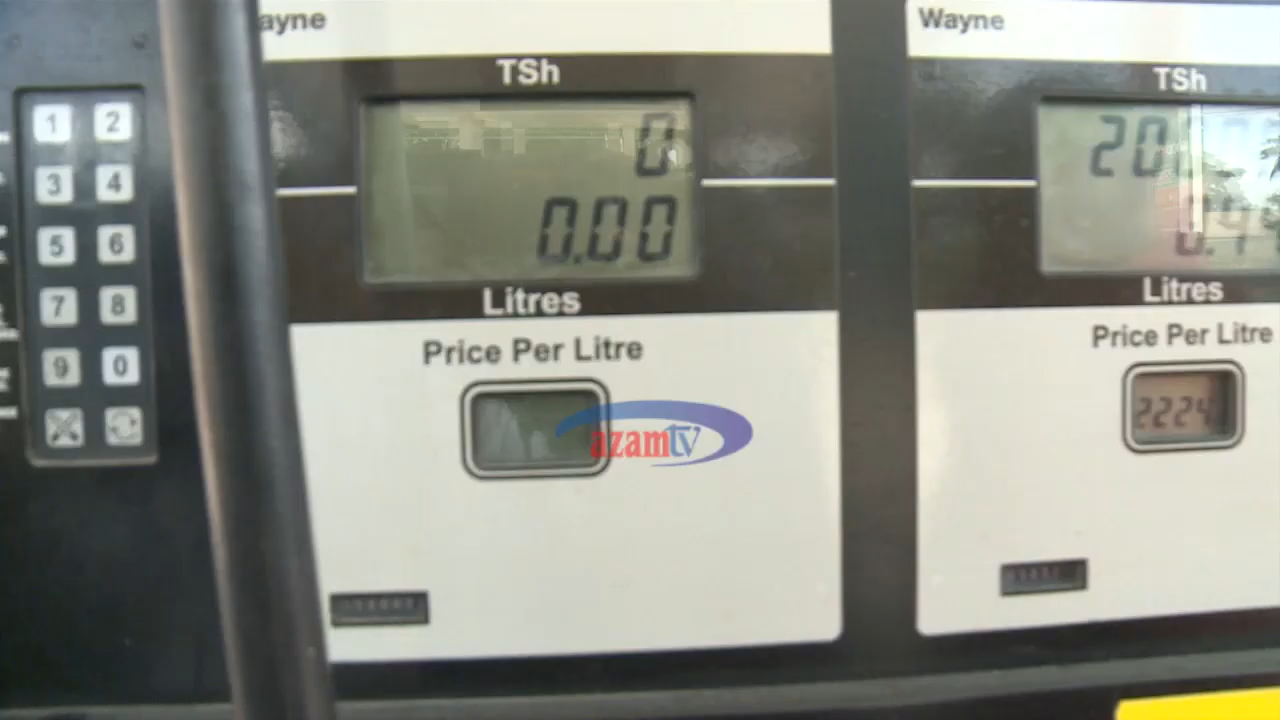 ayne
TSh
0
0.00
Litres
Price Per Litre
azamtv
1 2
3 4
5 6
7 8
9 0
Wayne
TSh
20
Litres
Price Per Litre
2224